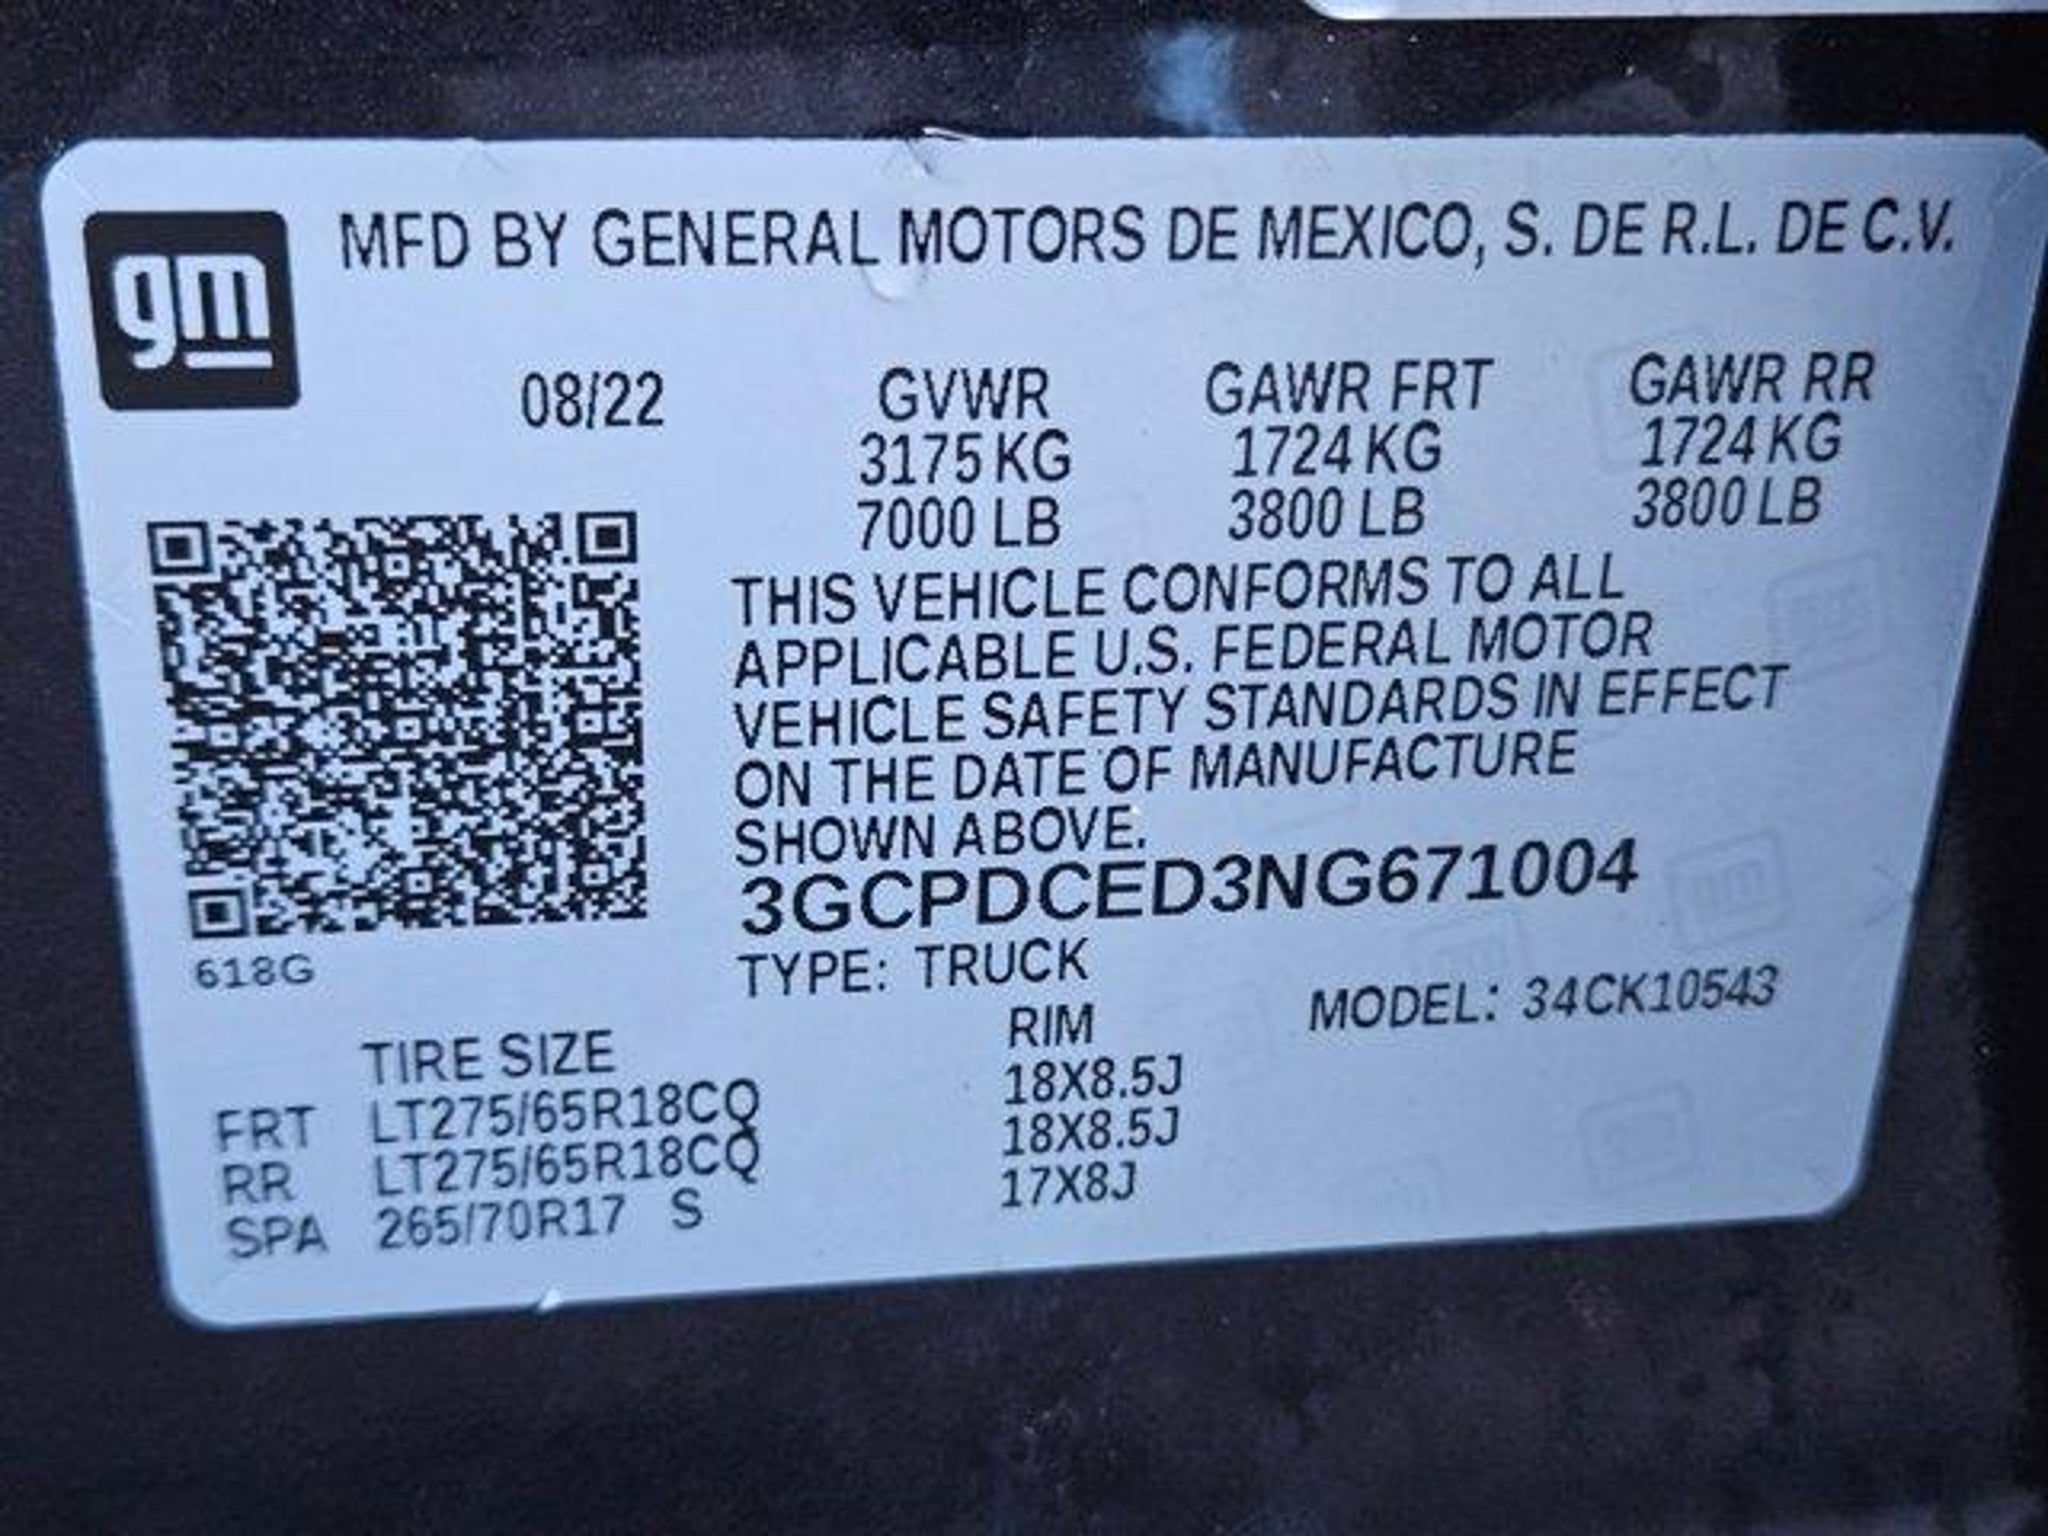 gm MFD BY GENERAL MOTORS DE MEXICO, S. DE R.L. DE C.V.
08/22 GVWR GAWR FRT GAWR RR
3175 KG 1724 KG 1724 KG
7000 LB 3800 LB 3800 LB
THIS VEHICLE CONFORMS TO ALL
APPLICABLE U.S. FEDERAL MOTOR
VEHICLE SAFETY STANDARDS IN EFFECT
ON THE DATE OF MANUFACTURE
SHOWN ABOVE.
3GCPDCED3NG671004
618G
TYPE: TRUCK MODEL: 34CK10543
TIRE SIZE RIM
FRT LT275/65R18CQ 18X8.5J
RR LT275/65R18CQ 18X8.5J
SPA 265/70R17 S 17X8J